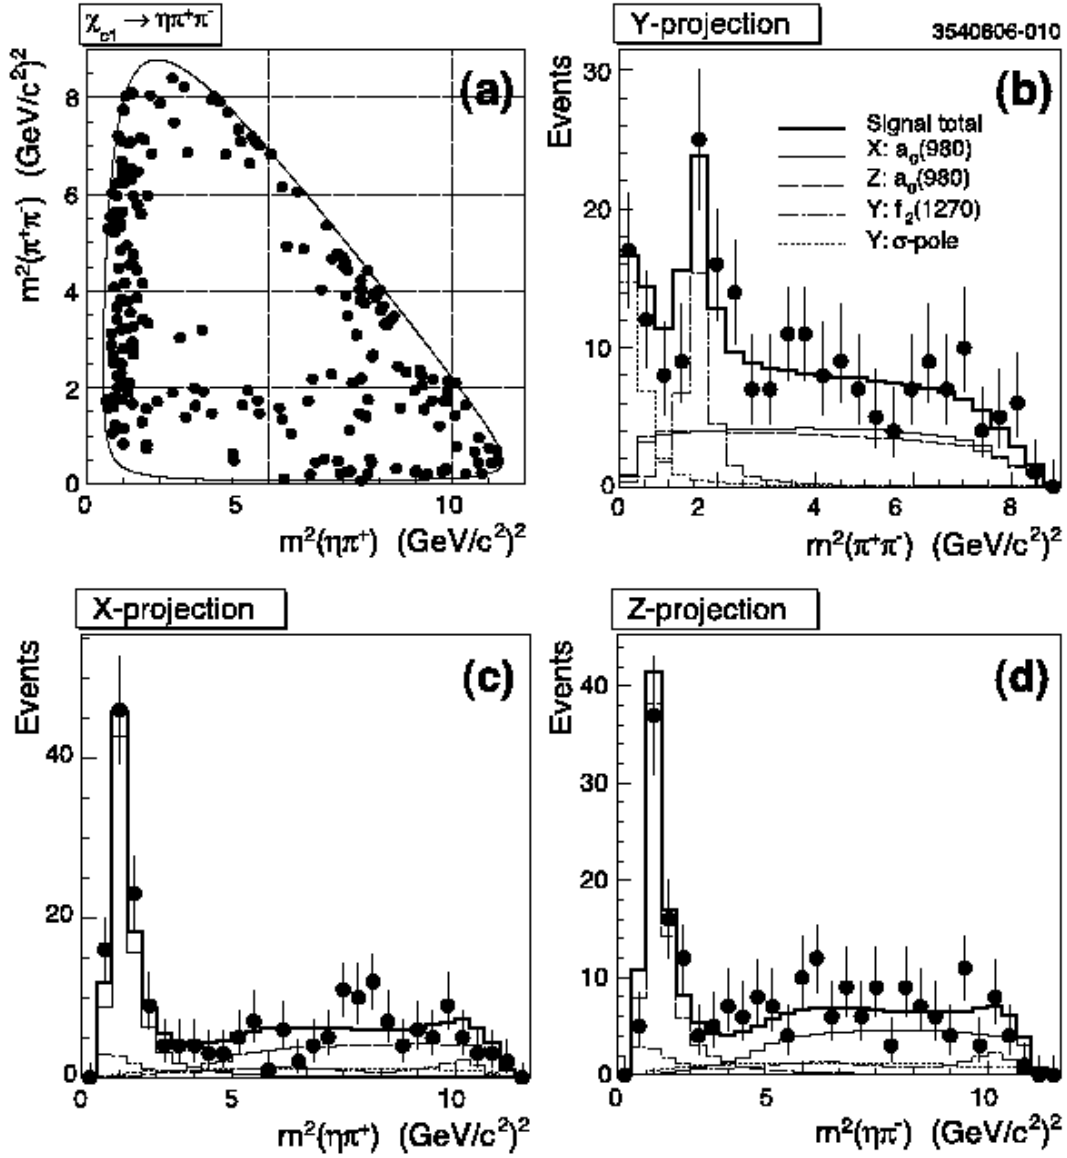 χc1 → ηπ+π-
(a)
m²(π+π-) (GeV/c²)²
8
6
4
2
0
0 5 10
m²(ηπ+) (GeV/c²)²
Y-projection
3540806-010
(b)
Events
30
20
10
0
Signal total
X: a0(980)
Z: a0(980)
Y: f2(1270)
Y: σ-pole
0 2 4 6 8
m²(π+π-) (GeV/c²)²
X-projection
(c)
Events
40
20
0
0 5 10
m²(ηπ+) (GeV/c²)²
Z-projection
(d)
Events
40
30
20
10
0
0 5 10
m²(ηπ-) (GeV/c²)²